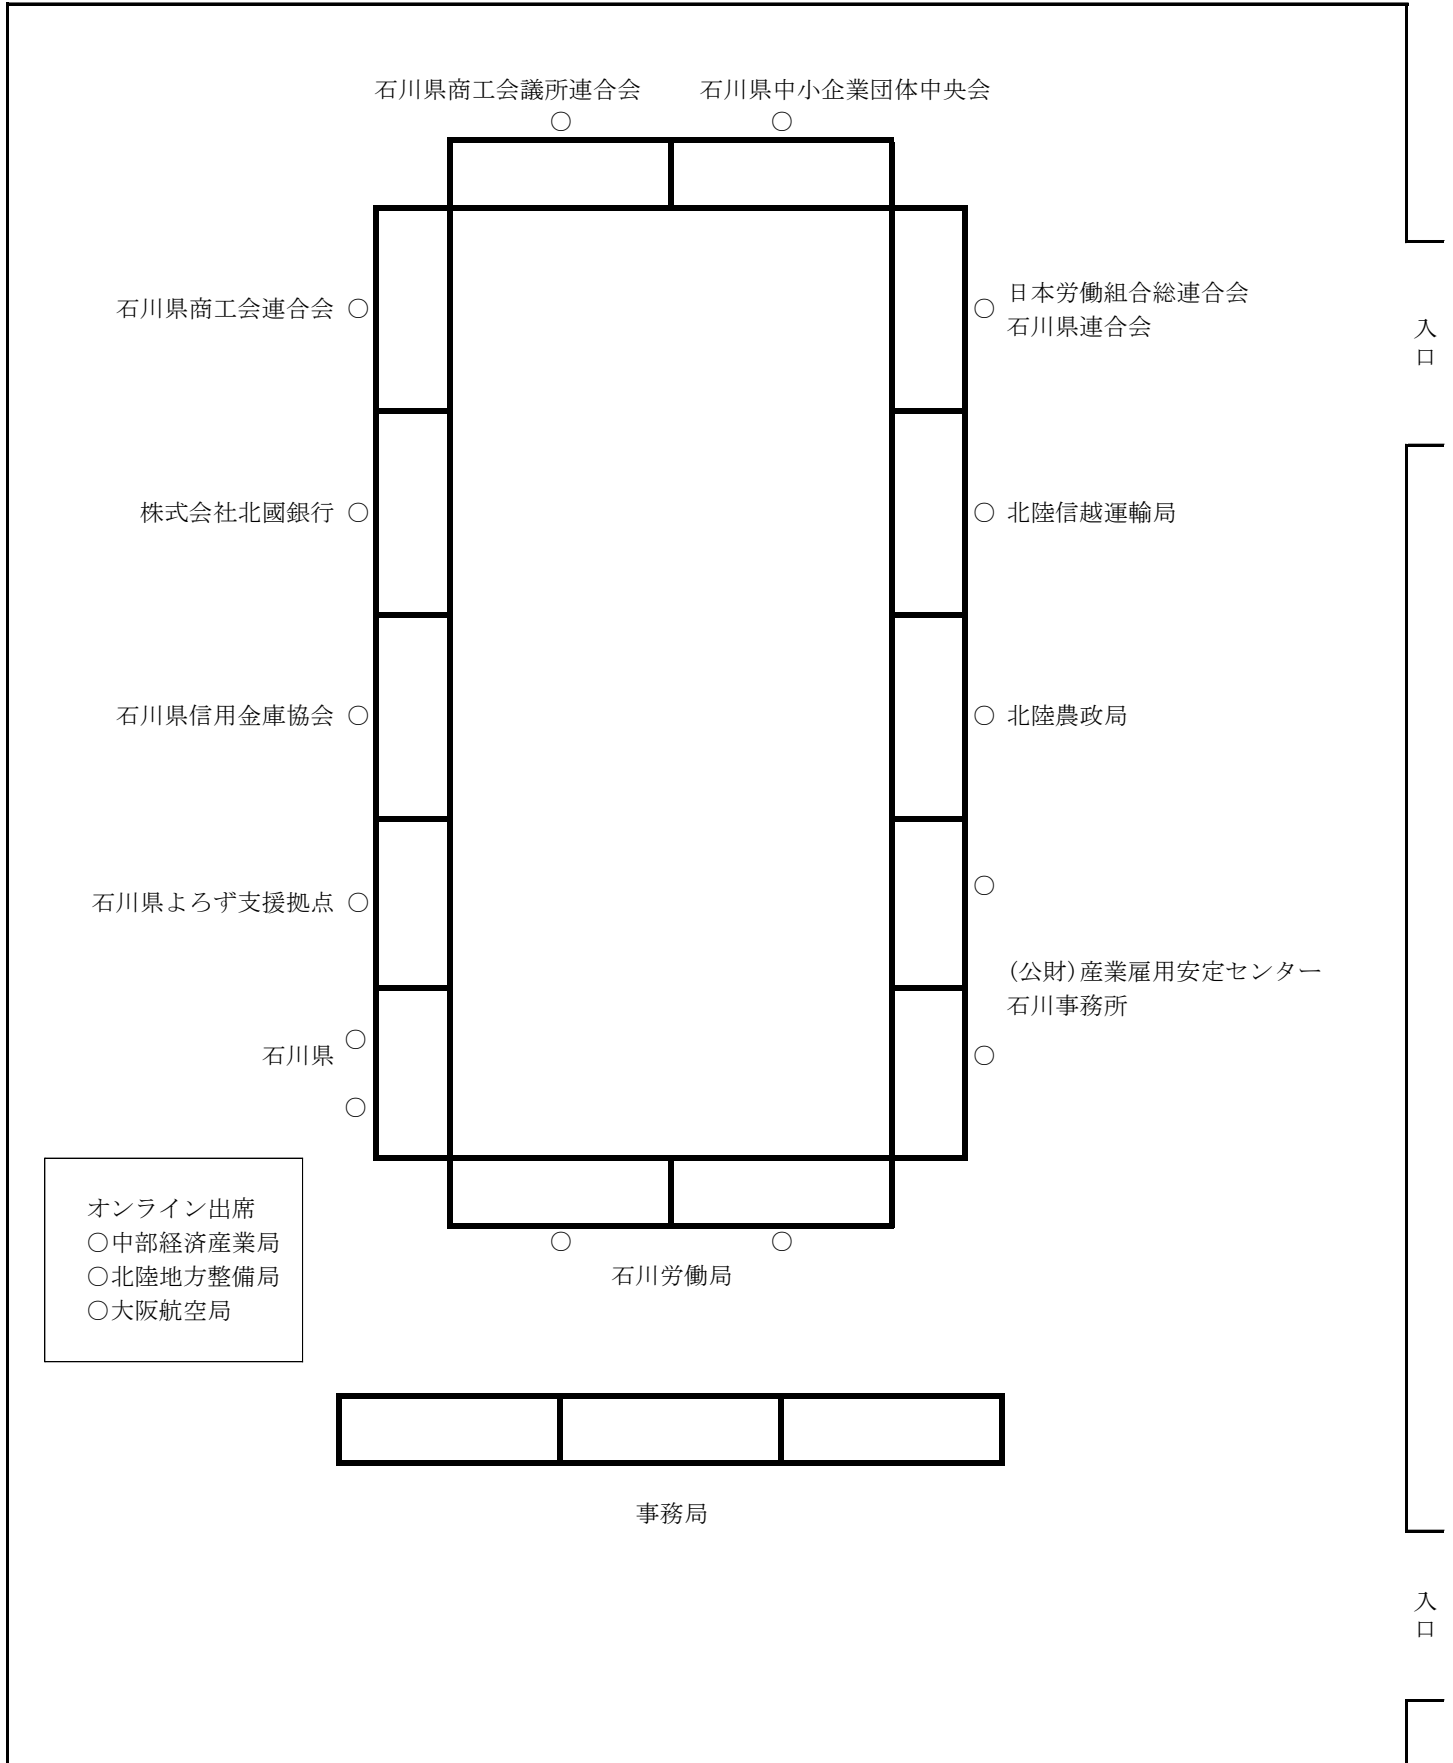 石川県商工会議所連合会
石川県中小企業団体中央会
○
○
石川県商工会連合会 ○
○ 日本労働組合総連合会
石川県連合会
入口
株式会社北國銀行 ○
○ 北陸信越運輸局
石川県信用金庫協会 ○
○ 北陸農政局
石川県よろず支援拠点 ○
○
(公財)産業雇用安定センター
石川事務所
石川県 ○
○
○
オンライン出席
○中部経済産業局
○北陸地方整備局
○大阪航空局
○
○
石川労働局
事務局
入口